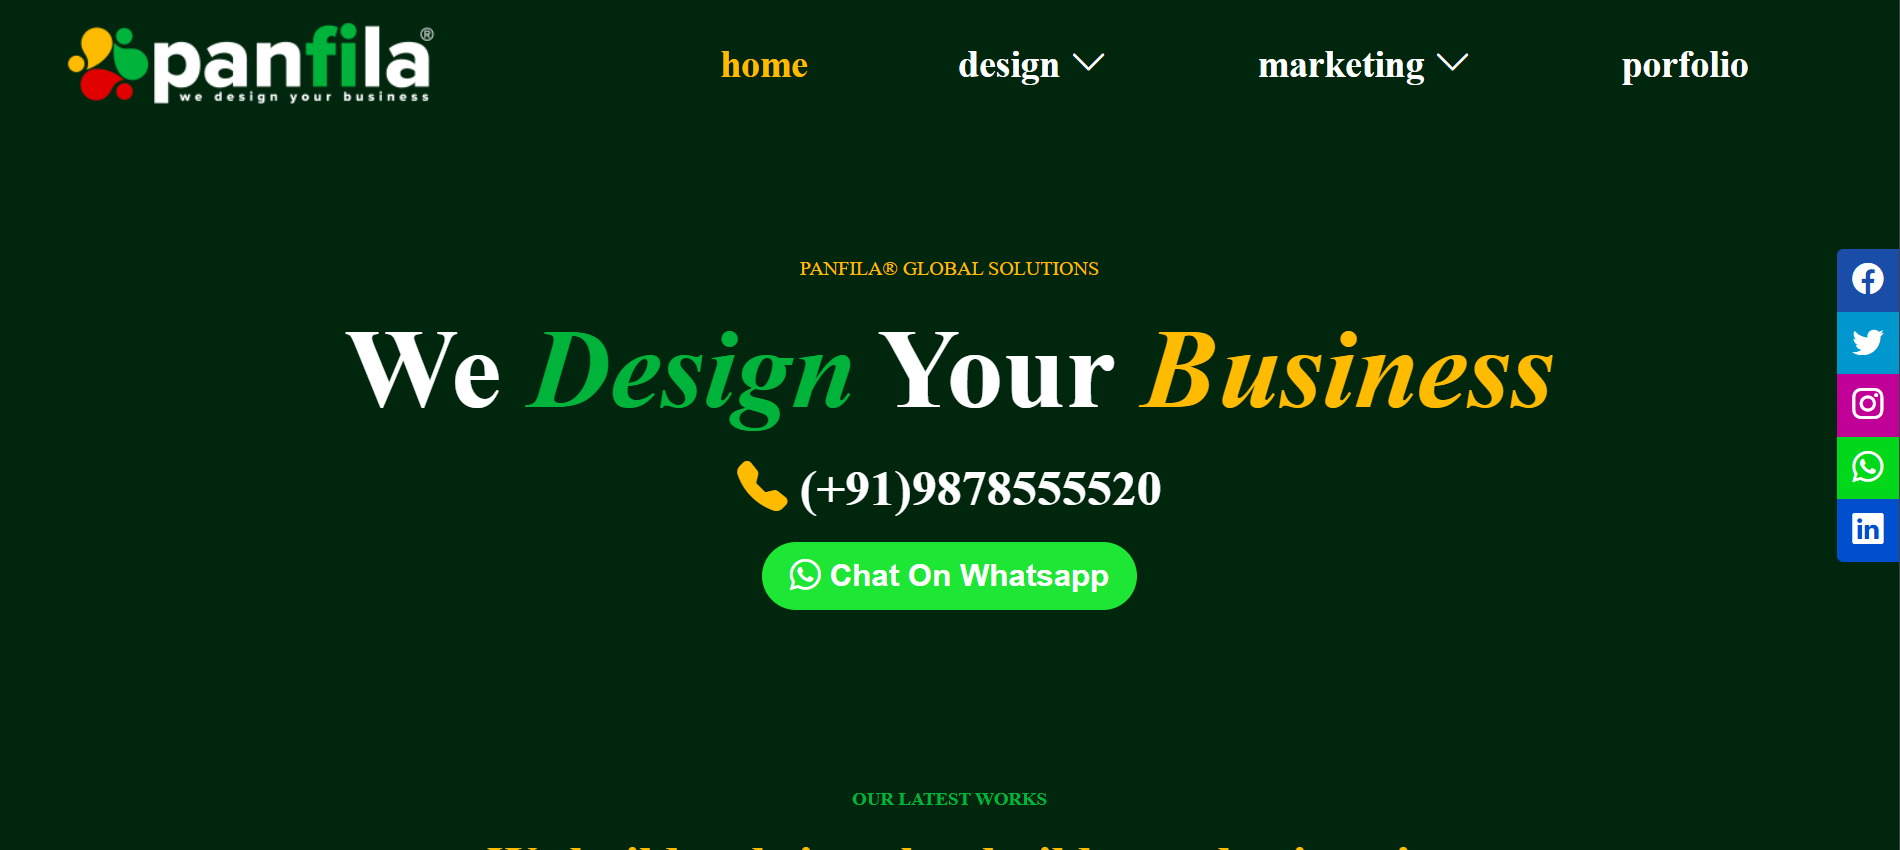 panfila®
we design your business
home design marketing porfolio
PANFILA® GLOBAL SOLUTIONS
We Design Your Business
(+91)9878555520
Chat On Whatsapp
in
OUR LATEST WORKS